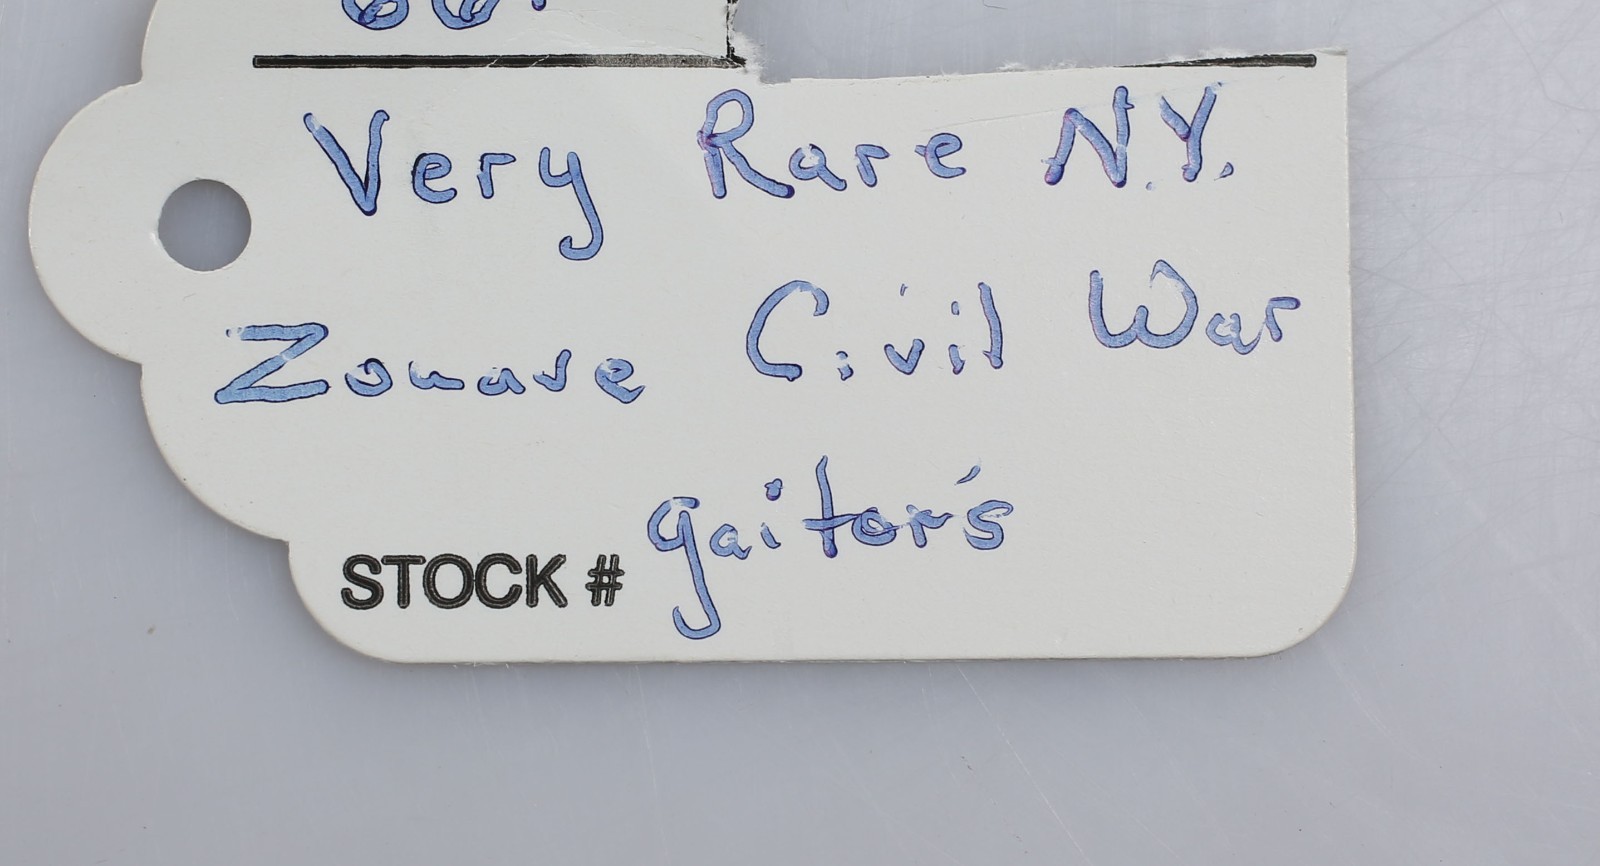 Very Rare N.Y.
Zouave Civil War
STOCK # gaitor's